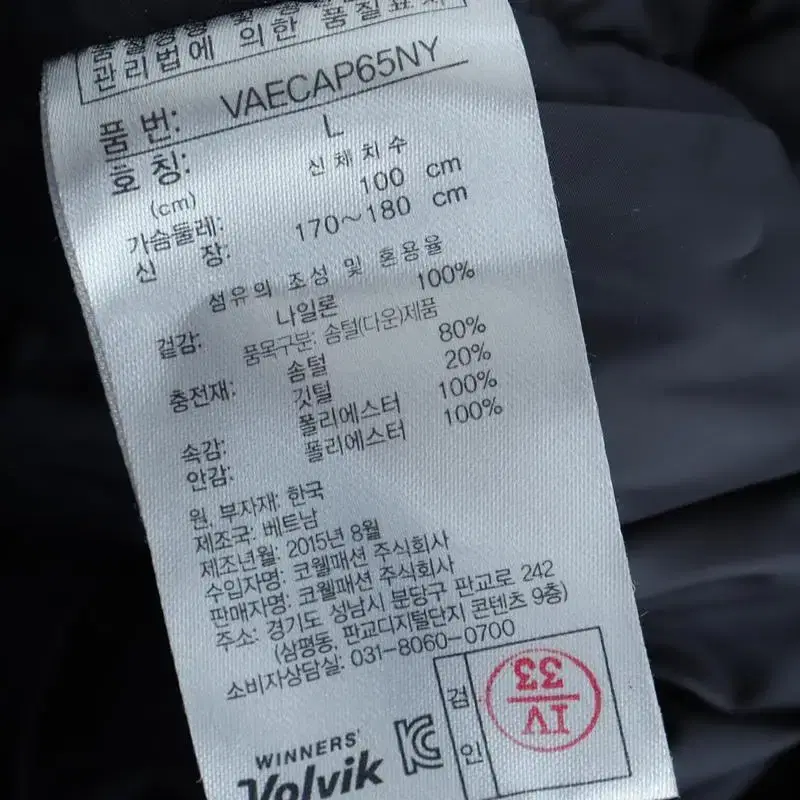 관리법에 의한 품질표시
품 번: VAECAP65NY
호 칭: L
(cm) 신체치수
가슴둘레: 100 cm
신 장: 170~180 cm
섬유의 조성 및 혼용율
겉감: 나일론 100%
품목구분: 솜털(다운)제품
충전재: 솜털 80%
깃털 20%
속감: 폴리에스터 100%
안감: 폴리에스터 100%
원, 부자재: 한국
제조국: 베트남
제조년월: 2015년 8월
수입자명: 코웰패션 주식회사
판매자명: 코웰패션 주식회사
주소: 경기도 성남시 분당구 판교로 242
(삼평동, 판교디지털단지 콘텐츠 9층)
소비자상담실: 031-8060-0700
WINNERS'
Volvik
검
인
IV
33